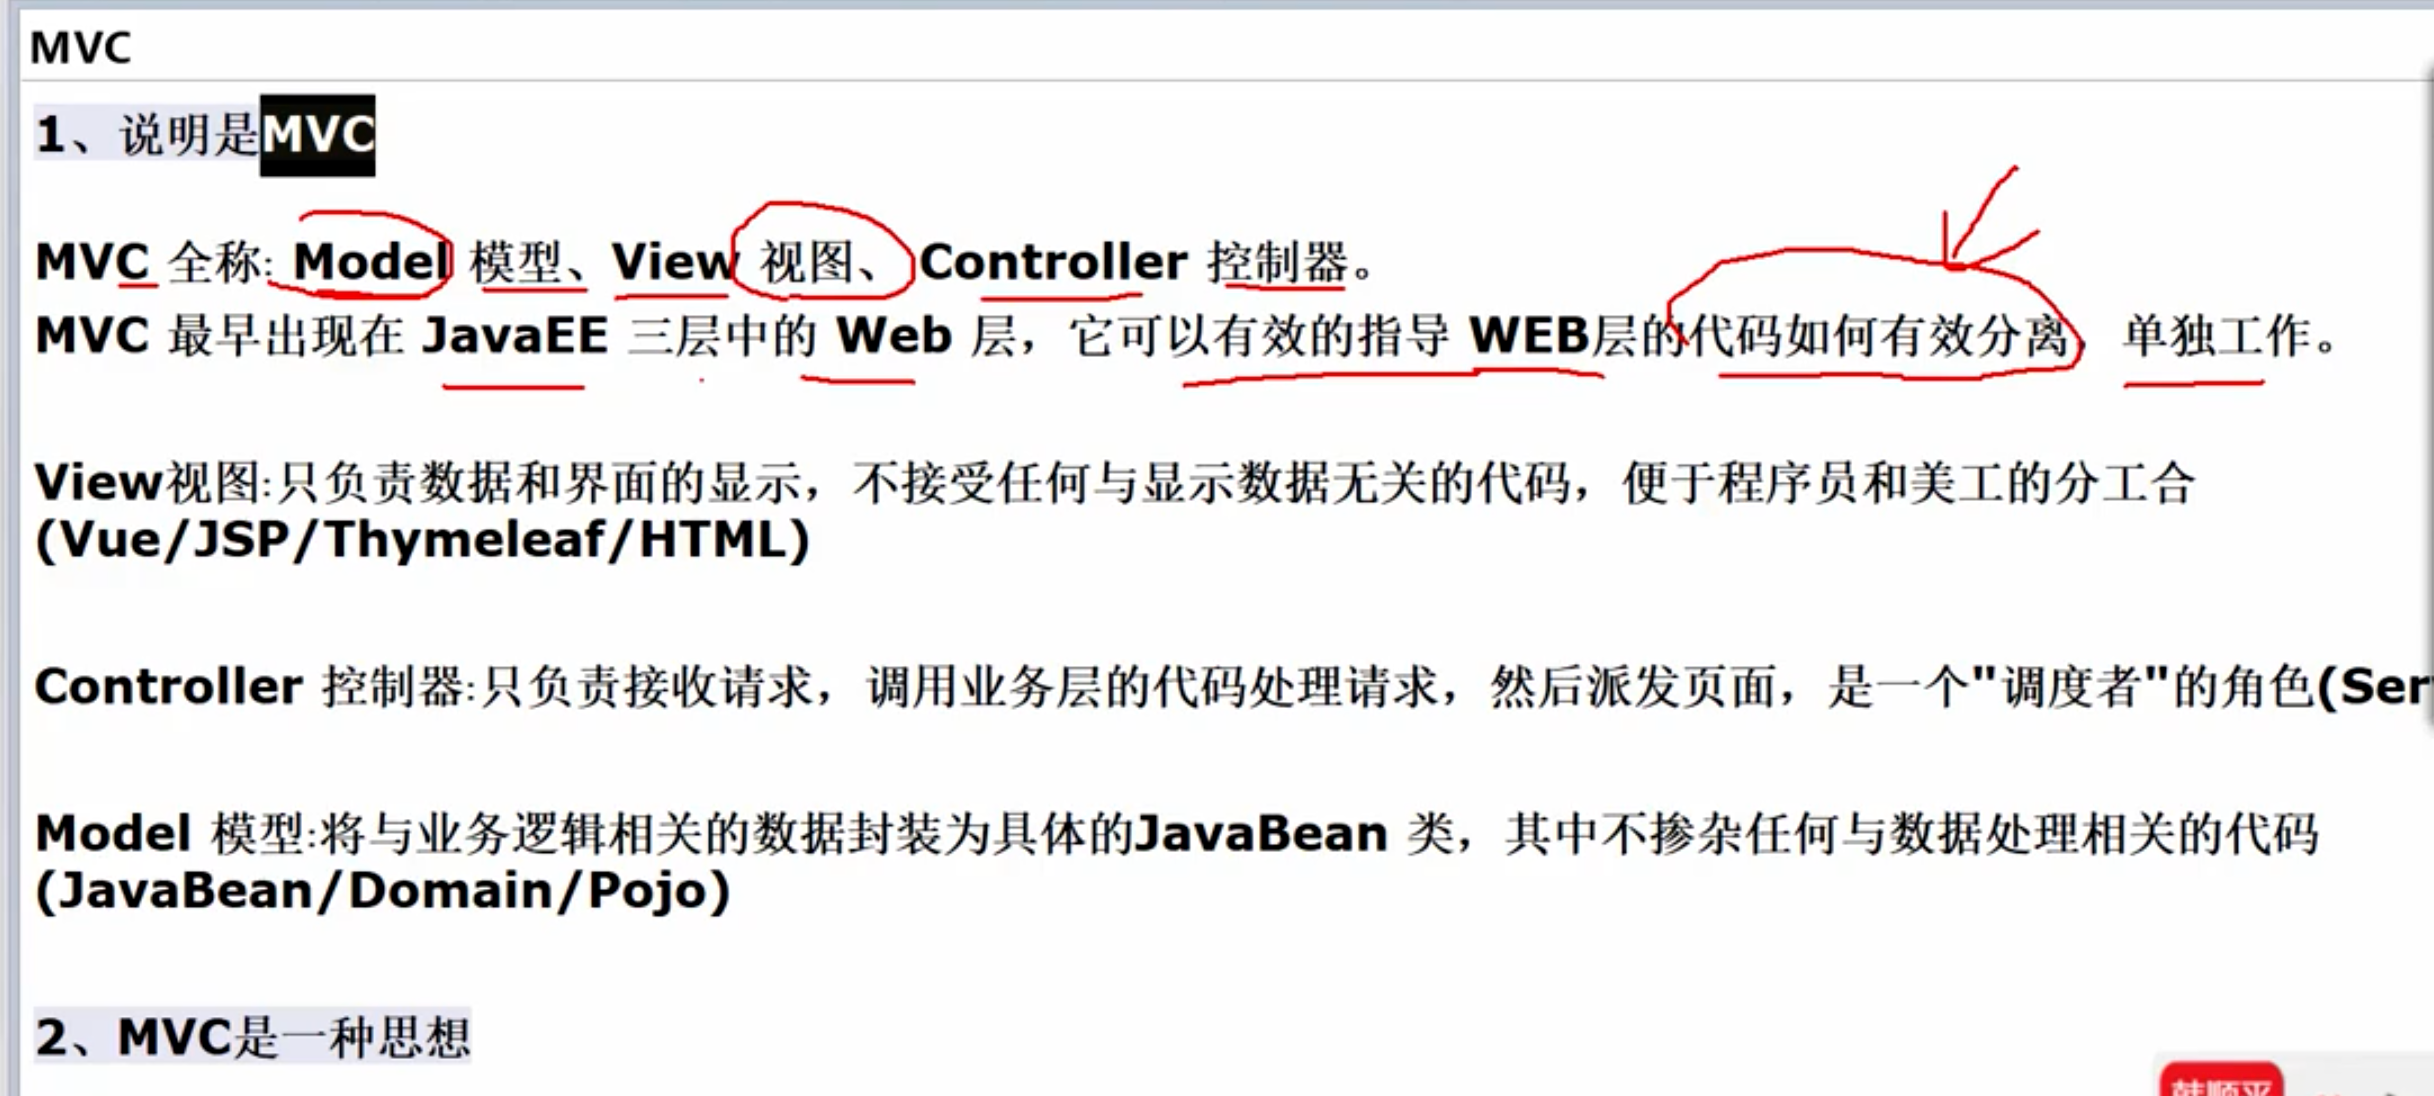 MVC
1、说明是MVC
MVC 全称: Model 模型、View 视图、Controller 控制器。
MVC 最早出现在 JavaEE 三层中的 Web 层，它可以有效的指导 WEB层的代码如何有效分离，单独工作。
View视图:只负责数据和界面的显示，不接受任何与显示数据无关的代码，便于程序员和美工的分工合
(Vue/JSP/Thymeleaf/HTML)
Controller 控制器:只负责接收请求，调用业务层的代码处理请求，然后派发页面，是一个"调度者"的角色(Ser
Model 模型:将与业务逻辑相关的数据封装为具体的JavaBean 类，其中不掺杂任何与数据处理相关的代码
(JavaBean/Domain/Pojo)
2、MVC是一种思想
韩顺平